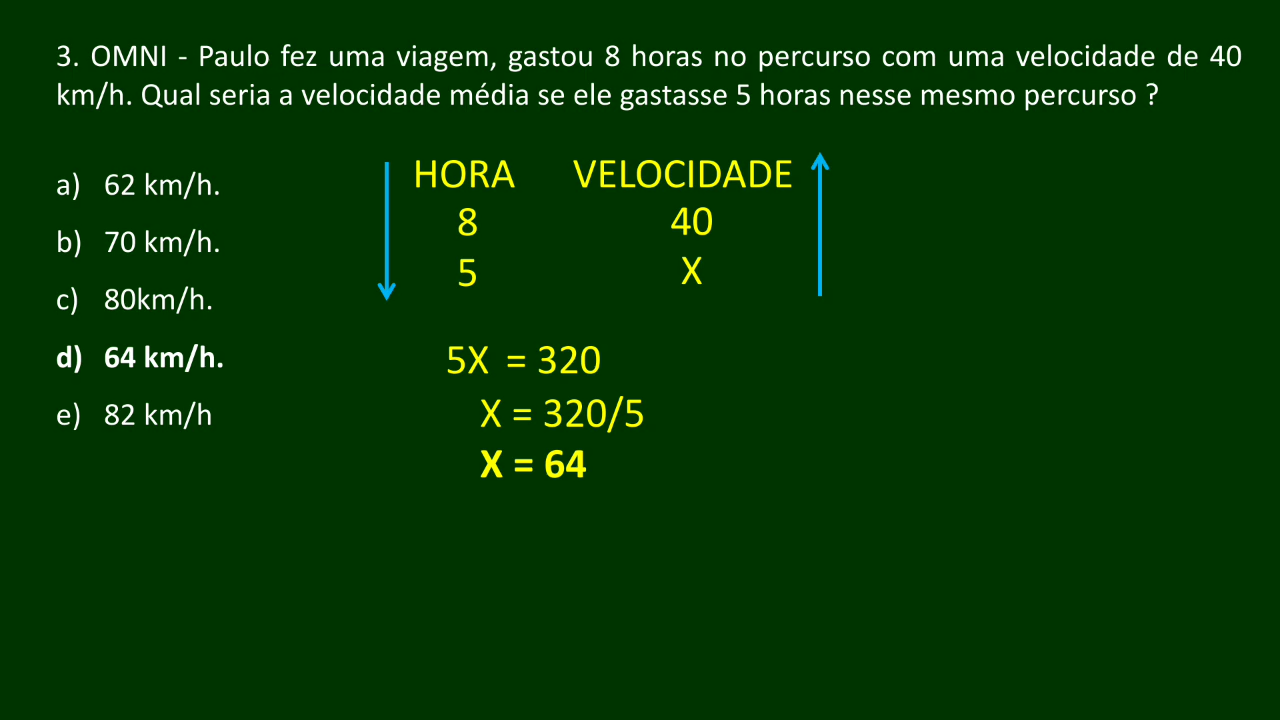 3. OMNI - Paulo fez uma viagem, gastou 8 horas no percurso com uma velocidade de 40
km/h. Qual seria a velocidade média se ele gastasse 5 horas nesse mesmo percurso ?
a) 62 km/h.
b) 70 km/h.
c) 80km/h.
d) 64 km/h.
e) 82 km/h
HORA VELOCIDADE
8 40
5 X
5X = 320
X = 320/5
X = 64